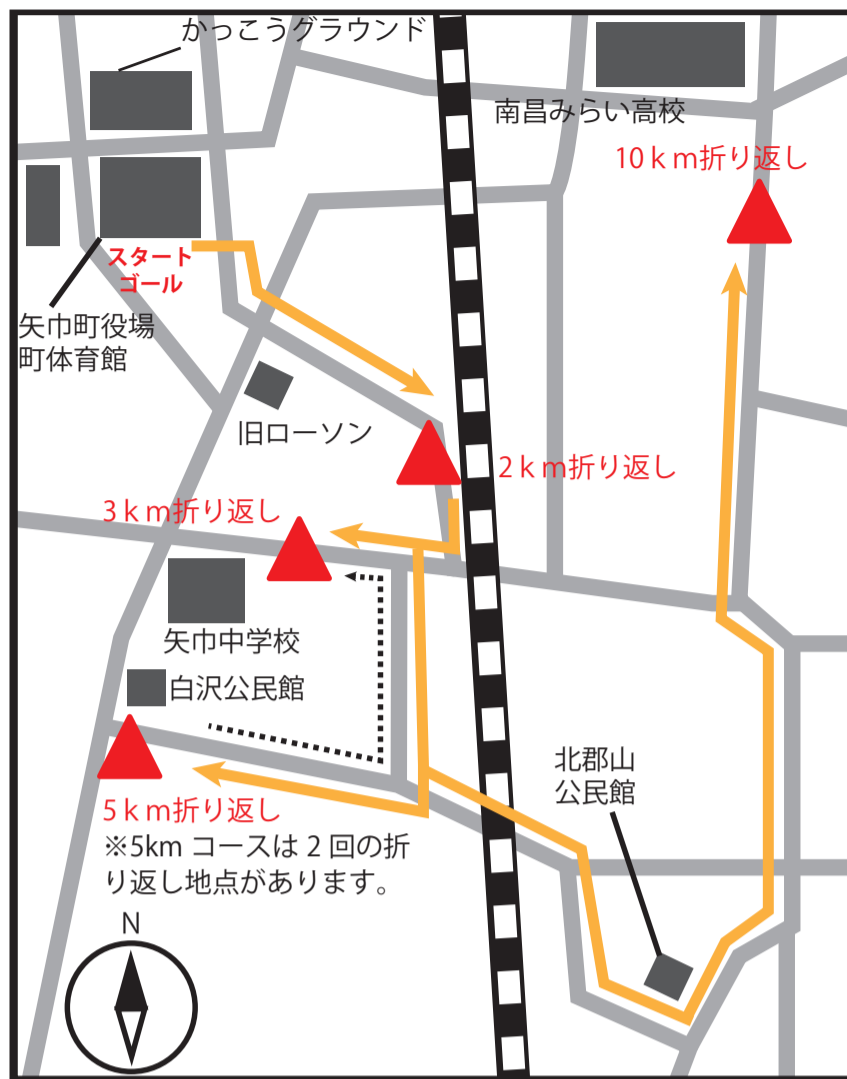 かっこうグラウンド
南昌みらい高校
10ｋｍ折り返し
スタート
ゴール
矢巾町役場
町体育館
旧ローソン
2ｋｍ折り返し
3ｋｍ折り返し
矢巾中学校
白沢公民館
北郡山
公民館
5ｋｍ折り返し
※5km コースは 2 回の折
り返し地点があります。
N